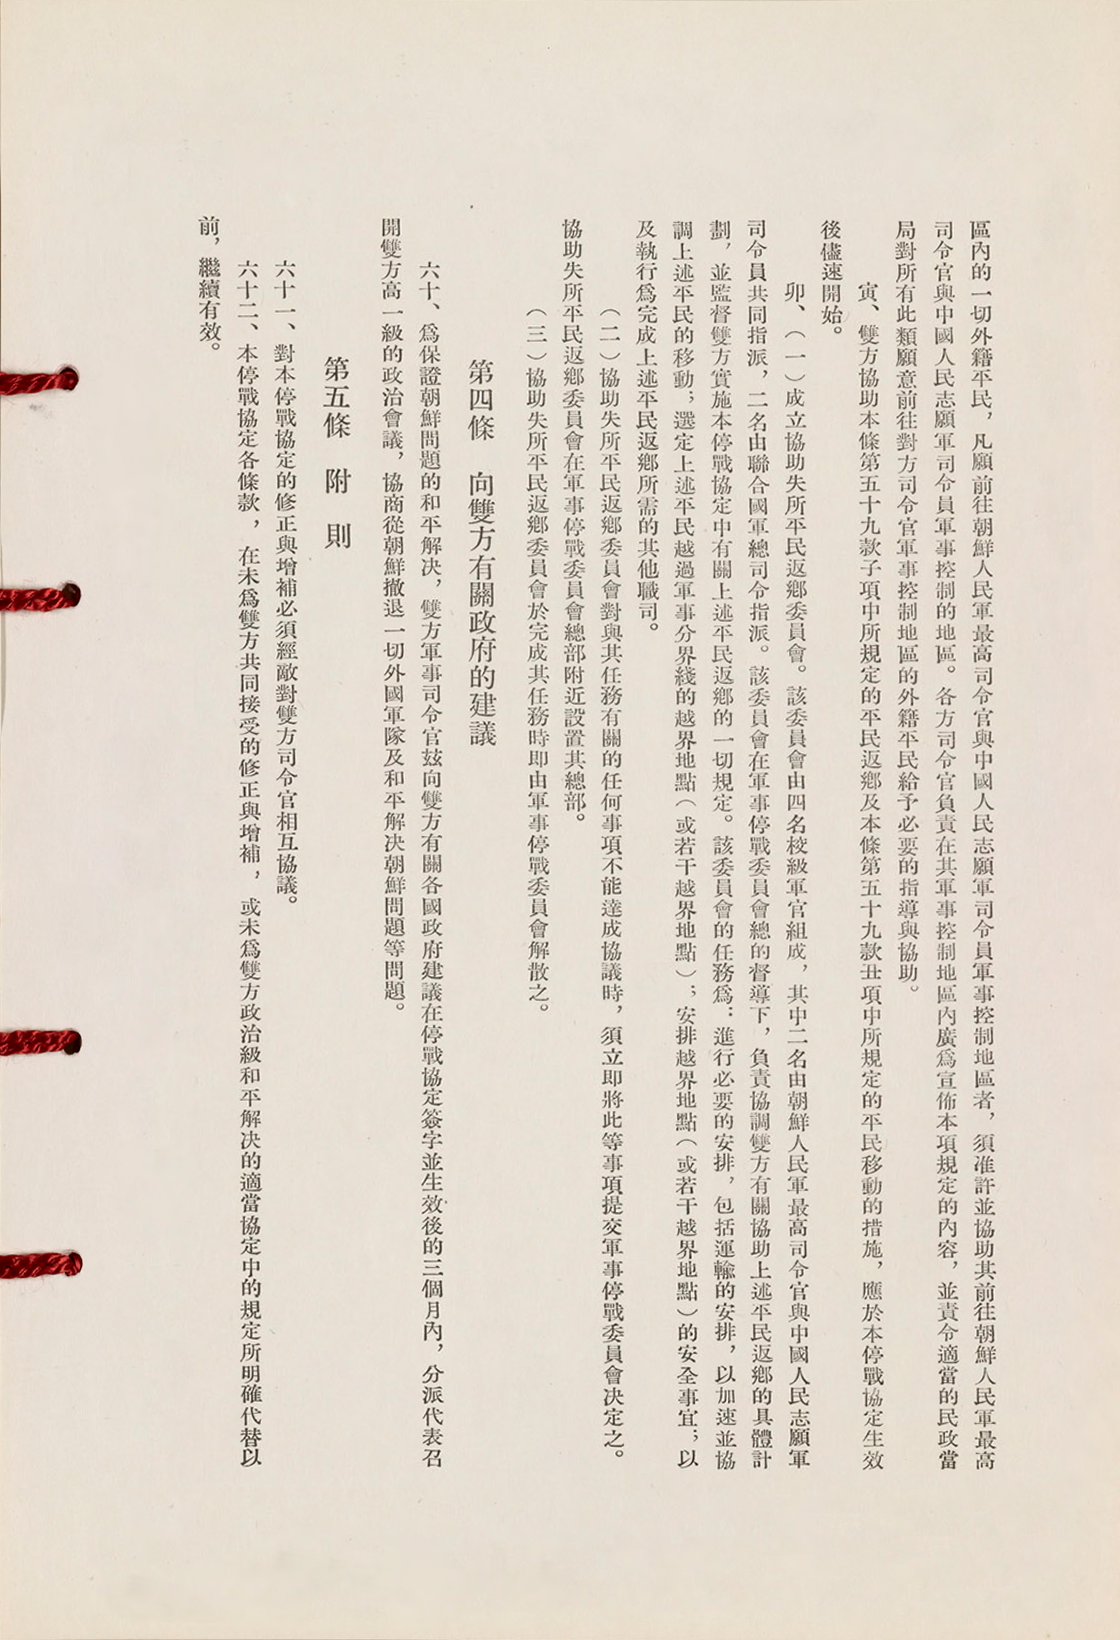 區內的一切外籍平民，凡願前往朝鮮人民軍最高司令官與中國人民志願軍司令員軍事控制地區者，須准許並協助其前往朝鮮人民軍最高
司令官與中國人民志願軍司令員軍事控制的地區。各方司令官負責在其軍事控制地區內廣爲宣佈本項規定的內容，並責令適當的民政當
局對所有此類願意前往對方司令官軍事控制地區的外籍平民給予必要的指導與協助。
寅、雙方協助本條第五十九款子項中所規定的平民返鄉及本條第五十九款丑項中所規定的平民移動的措施，應於本停戰協定生效
後儘速開始。
卯、（一）成立協助失所平民返鄉委員會。該委員會由四名校級軍官組成，其中二名由朝鮮人民軍最高司令官與中國人民志願軍
司令員共同指派，二名由聯合國軍總司令指派。該委員會在軍事停戰委員會總的督導下，負責協調雙方有關協助上述平民返鄉的具體計
劃，並監督雙方實施本停戰協定中有關上述平民返鄉的一切規定。該委員會的任務爲：進行必要的安排，包括運輸的安排，以加速並協
調上述平民的移動；選定上述平民越過軍事分界綫的越界地點（或若干越界地點）；安排越界地點（或若干越界地點）的安全事宜；以
及執行爲完成上述平民返鄉所需的其他職司。
（二）協助失所平民返鄉委員會對與其任務有關的任何事項不能達成協議時，須立即將此等事項提交軍事停戰委員會决定之。
協助失所平民返鄉委員會在軍事停戰委員會總部附近設置其總部。
（三）協助失所平民返鄉委員會於完成其任務時即由軍事停戰委員會解散之。
第四條　向雙方有關政府的建議
六十、爲保證朝鮮問題的和平解决，雙方軍事司令官茲向雙方有關各國政府建議在停戰協定簽字並生效後的三個月內，分派代表召
開雙方高一級的政治會議，協商從朝鮮撤退一切外國軍隊及和平解决朝鮮問題等問題。
第五條　附　則
六十一、對本停戰協定的修正與增補必須經敵對雙方司令官相互協議。
六十二、本停戰協定各條款，在未爲雙方共同接受的修正與增補，或未爲雙方政治級和平解决的適當協定中的規定所明確代替以
前，繼續有效。